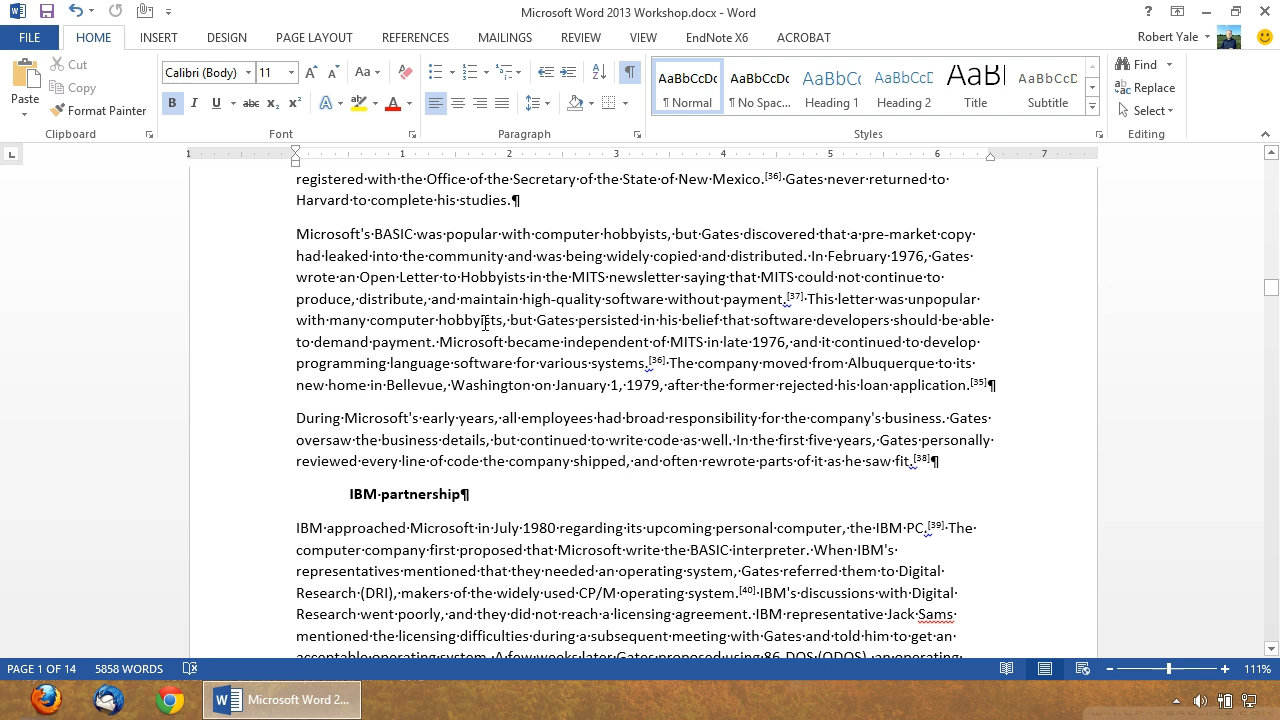 Microsoft Word 2013 Workshop.docx - Word
FILE HOME INSERT DESIGN PAGE LAYOUT REFERENCES MAILINGS REVIEW VIEW EndNote X6 ACROBAT Robert Yale
Paste Cut Copy Format Painter
Calibri (Body) 11
AaBbCcDc ¶ Normal
AaBbCcDc ¶ No Spac...
AaBbCc Heading 1
AaBbCcD Heading 2
AaB Title
AaBbCcD Subtitle
Find Replace Select
Clipboard Font Paragraph Styles Editing
1 1 2 3 4 5 6 7
registered·with·the·Office·of·the·Secretary·of·the·State·of·New·Mexico.[36]·Gates·never·returned·to·
Harvard·to·complete·his·studies.¶
Microsoft's·BASIC·was·popular·with·computer·hobbyists,·but·Gates·discovered·that·a·pre-market·copy·
had·leaked·into·the·community·and·was·being·widely·copied·and·distributed.·In·February·1976,·Gates·
wrote·an·Open·Letter·to·Hobbyists·in·the·MITS·newsletter·saying·that·MITS·could·not·continue·to·
produce,·distribute,·and·maintain·high-quality·software·without·payment.[37]·This·letter·was·unpopular·
with·many·computer·hobbyists,·but·Gates·persisted·in·his·belief·that·software·developers·should·be·able·
to·demand·payment.·Microsoft·became·independent·of·MITS·in·late·1976,·and·it·continued·to·develop·
programming·language·software·for·various·systems.[36]·The·company·moved·from·Albuquerque·to·its·
new·home·in·Bellevue,·Washington·on·January·1,·1979,·after·the·former·rejected·his·loan·application.[35]¶
During·Microsoft's·early·years,·all·employees·had·broad·responsibility·for·the·company's·business.·Gates·
oversaw·the·business·details,·but·continued·to·write·code·as·well.·In·the·first·five·years,·Gates·personally·
reviewed·every·line·of·code·the·company·shipped,·and·often·rewrote·parts·of·it·as·he·saw·fit.[38]¶
IBM·partnership¶
IBM·approached·Microsoft·in·July·1980·regarding·its·upcoming·personal·computer,·the·IBM·PC.[39]·The·
computer·company·first·proposed·that·Microsoft·write·the·BASIC·interpreter.·When·IBM's·
representatives·mentioned·that·they·needed·an·operating·system,·Gates·referred·them·to·Digital·
Research·(DRI),·makers·of·the·widely·used·CP/M·operating·system.[40]·IBM's·discussions·with·Digital·
Research·went·poorly,·and·they·did·not·reach·a·licensing·agreement.·IBM·representative·Jack·Sams·
mentioned·the·licensing·difficulties·during·a·subsequent·meeting·with·Gates·and·told·him·to·get·an·
acceptable·operating·system.·A·few·weeks·later·Gates·proposed·using·86-DOS·(QDOS),·an·operating·
PAGE 1 OF 14 5858 WORDS 111%
Microsoft Word 2...